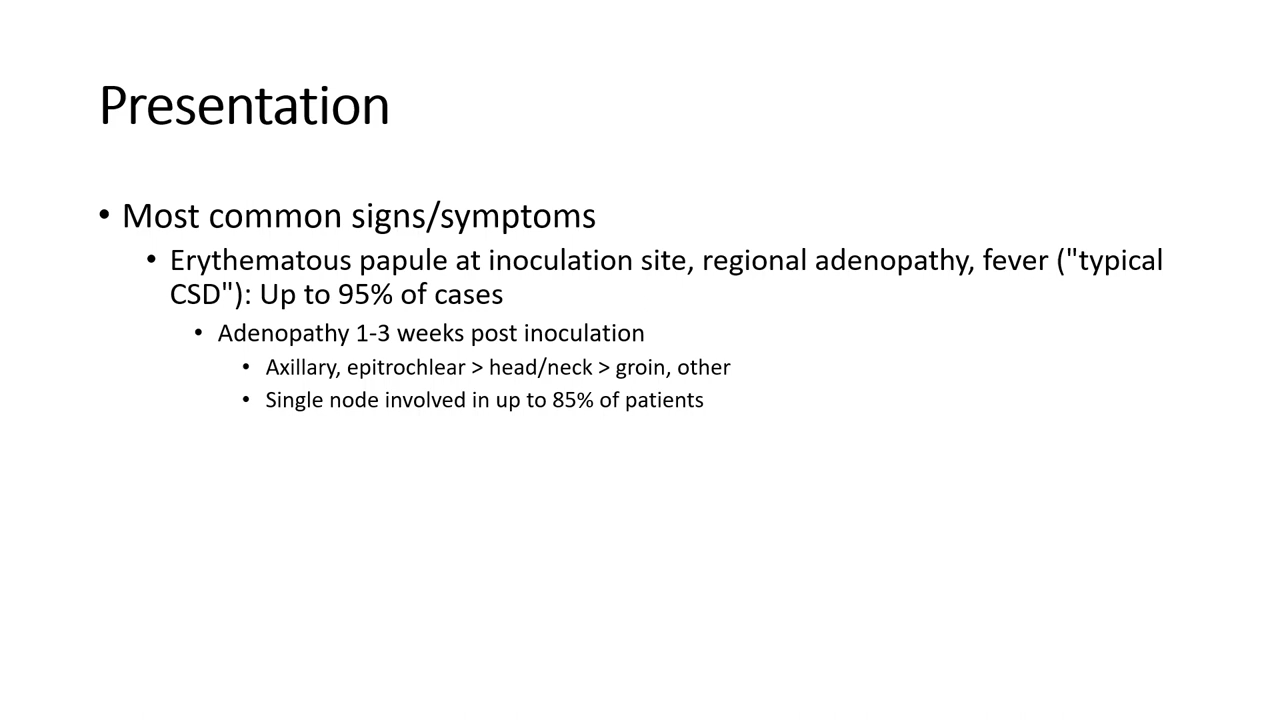 Presentation
• Most common signs/symptoms
• Erythematous papule at inoculation site, regional adenopathy, fever ("typical
CSD"): Up to 95% of cases
• Adenopathy 1-3 weeks post inoculation
• Axillary, epitrochlear > head/neck > groin, other
• Single node involved in up to 85% of patients